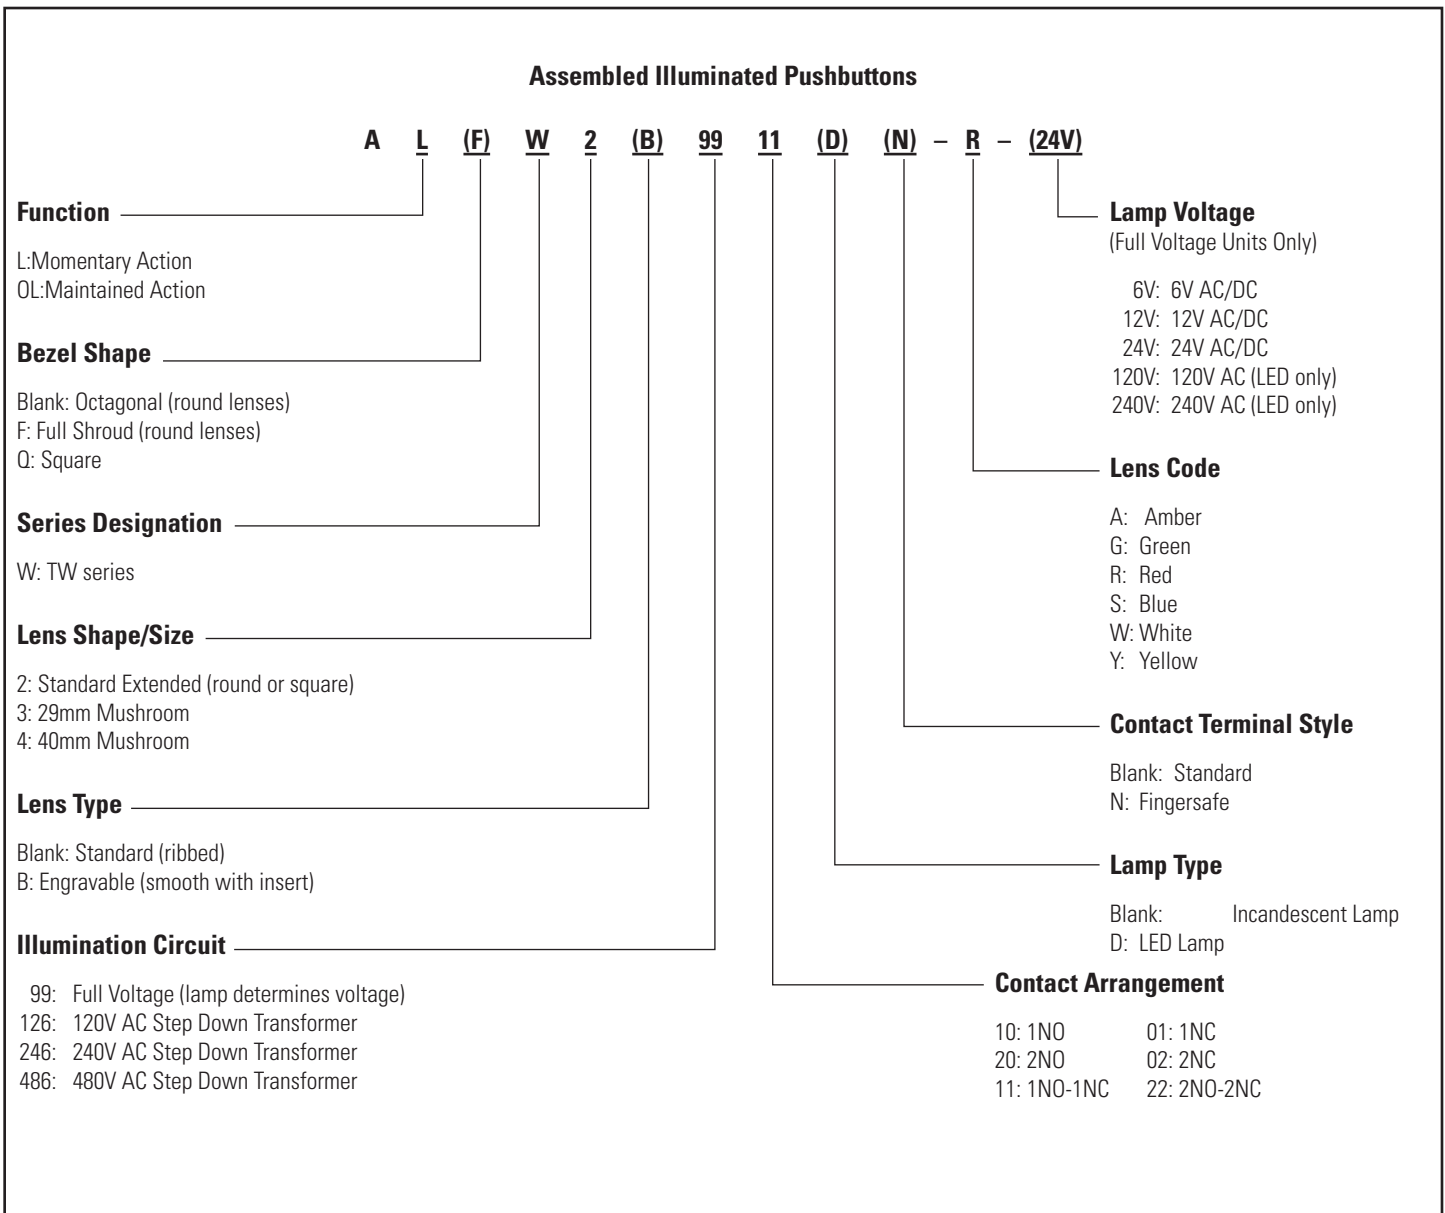 Assembled Illuminated Pushbuttons
A L (F) W 2 (B) 99 11 (D) (N) – R – (24V)
Function
L:Momentary Action
OL:Maintained Action
Bezel Shape
Blank: Octagonal (round lenses)
F: Full Shroud (round lenses)
Q: Square
Series Designation
W: TW series
Lens Shape/Size
2: Standard Extended (round or square)
3: 29mm Mushroom
4: 40mm Mushroom
Lens Type
Blank: Standard (ribbed)
B: Engravable (smooth with insert)
Illumination Circuit
99: Full Voltage (lamp determines voltage)
126: 120V AC Step Down Transformer
246: 240V AC Step Down Transformer
486: 480V AC Step Down Transformer
Lamp Voltage
(Full Voltage Units Only)
6V: 6V AC/DC
12V: 12V AC/DC
24V: 24V AC/DC
120V: 120V AC (LED only)
240V: 240V AC (LED only)
Lens Code
A: Amber
G: Green
R: Red
S: Blue
W: White
Y: Yellow
Contact Terminal Style
Blank: Standard
N: Fingersafe
Lamp Type
Blank: Incandescent Lamp
D: LED Lamp
Contact Arrangement
10: 1NO 01: 1NC
20: 2NO 02: 2NC
11: 1NO-1NC 22: 2NO-2NC